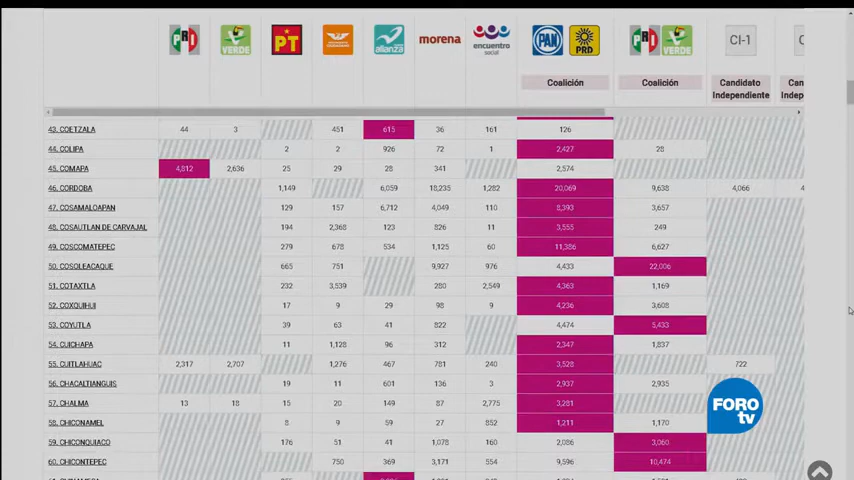 PRI VERDE PT MOVIMIENTO CIUDADANO alianza morena encuentro social PAN PRD PRI VERDE CI-1
Coalición Coalición Candidato Independiente
43. COETZALA 44 3 451 615 36 161 126
44. COLIPA 2 2 926 72 1 2,427 28
45. COMAPA 4,812 2,636 25 29 28 341 2,574
46. CORDOBA 1,149 6,059 18,235 1,282 20,069 9,638 4,066 4
47. COSAMALOAPAN 129 157 6,712 4,049 110 8,393 3,657
48. COSAUTLAN DE CARVAJAL 194 2,368 123 826 11 3,555 249
49. COSCOMATEPEC 279 678 534 1,125 60 11,386 6,627
50. COSOLEACAQUE 665 751 9,927 976 4,433 22,006
51. COTAXTLA 232 3,539 280 2,549 4,363 1,169
52. COXQUIHUI 17 9 29 98 9 4,236 3,608
53. COYUTLA 39 63 41 822 4,474 5,433
54. CUICHAPA 11 1,128 96 312 2,347 1,837
55. CUITLAHUAC 2,317 2,707 1,276 467 781 240 3,528 722
56. CHACALTIANGUIS 19 11 601 136 3 2,937 2,935
57. CHALMA 13 18 15 20 149 87 2,775 3,281
58. CHICONAMEL 8 9 59 27 852 1,211 1,170
59. CHICONQUIACO 176 51 41 1,078 160 2,086 3,060
60. CHICONTEPEC 750 369 3,171 554 9,596 10,474
FORO
tv